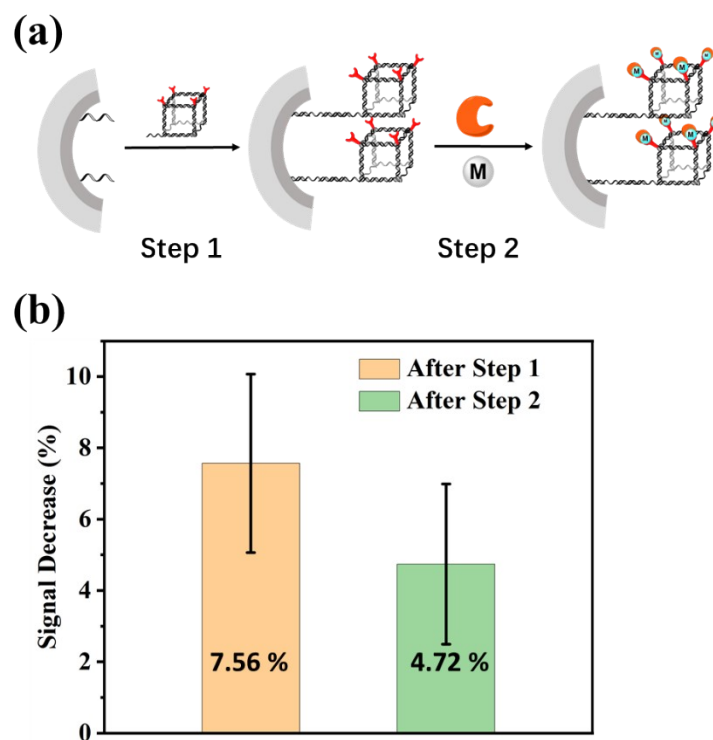 (a)
M
M
M
M
M
M
M
Step 1
Step 2
(b)
Signal Decrease (%)
10
8
6
4
2
0
After Step 1
After Step 2
7.56 %
4.72 %